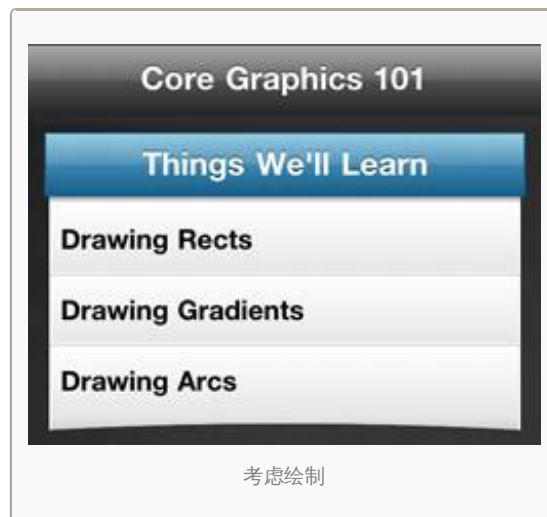 Core Graphics 101
Things We'll Learn
Drawing Rects
Drawing Gradients
Drawing Arcs
考虑绘制